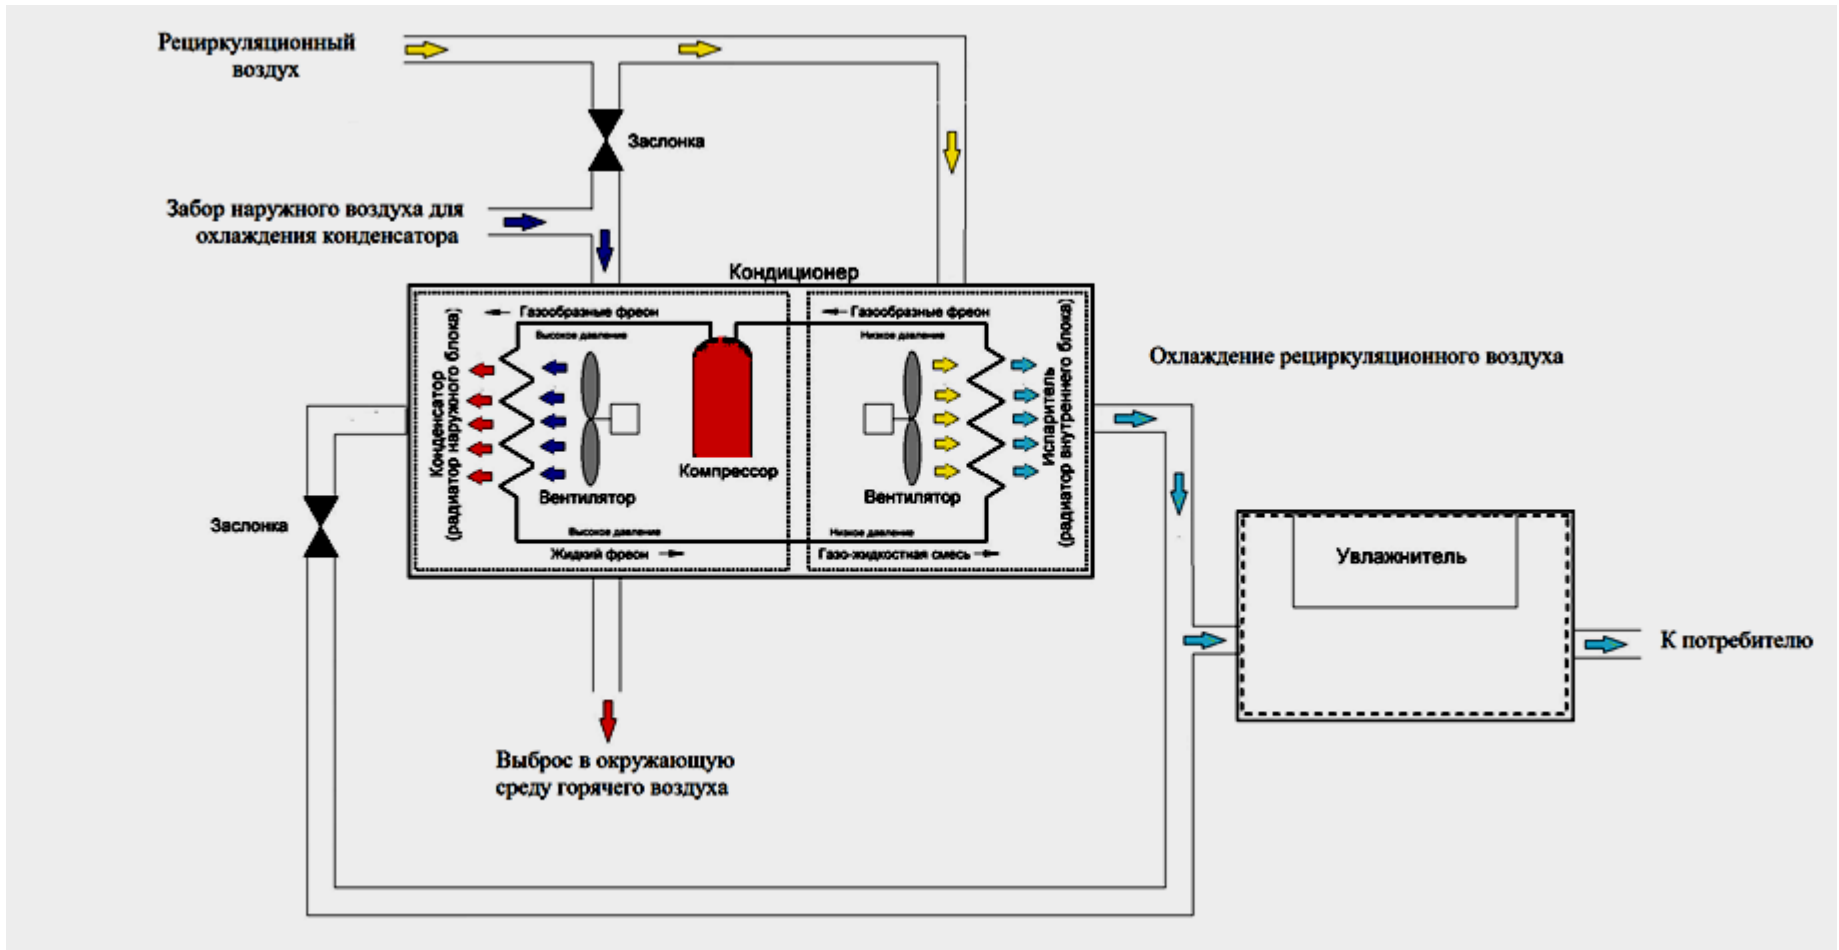 Рециркуляционный
воздух
Заслонка
Забор наружного воздуха для
охлаждения конденсатора
Кондиционер
Газообразные фреон
Газообразные фреон
Высокое давление
Низкое давление
Конденсатор
(радиатор наружного блока)
Испаритель
(радиатор внутреннего блока)
Охлаждение рециркуляционного воздуха
Компрессор
Вентилятор
Вентилятор
Высокое давление
Низкое давление
Жидкий фреон
Газо-жидкостная смесь
Заслонка
Увлажнитель
К потребителю
Выброс в окружающую
среду горячего воздуха